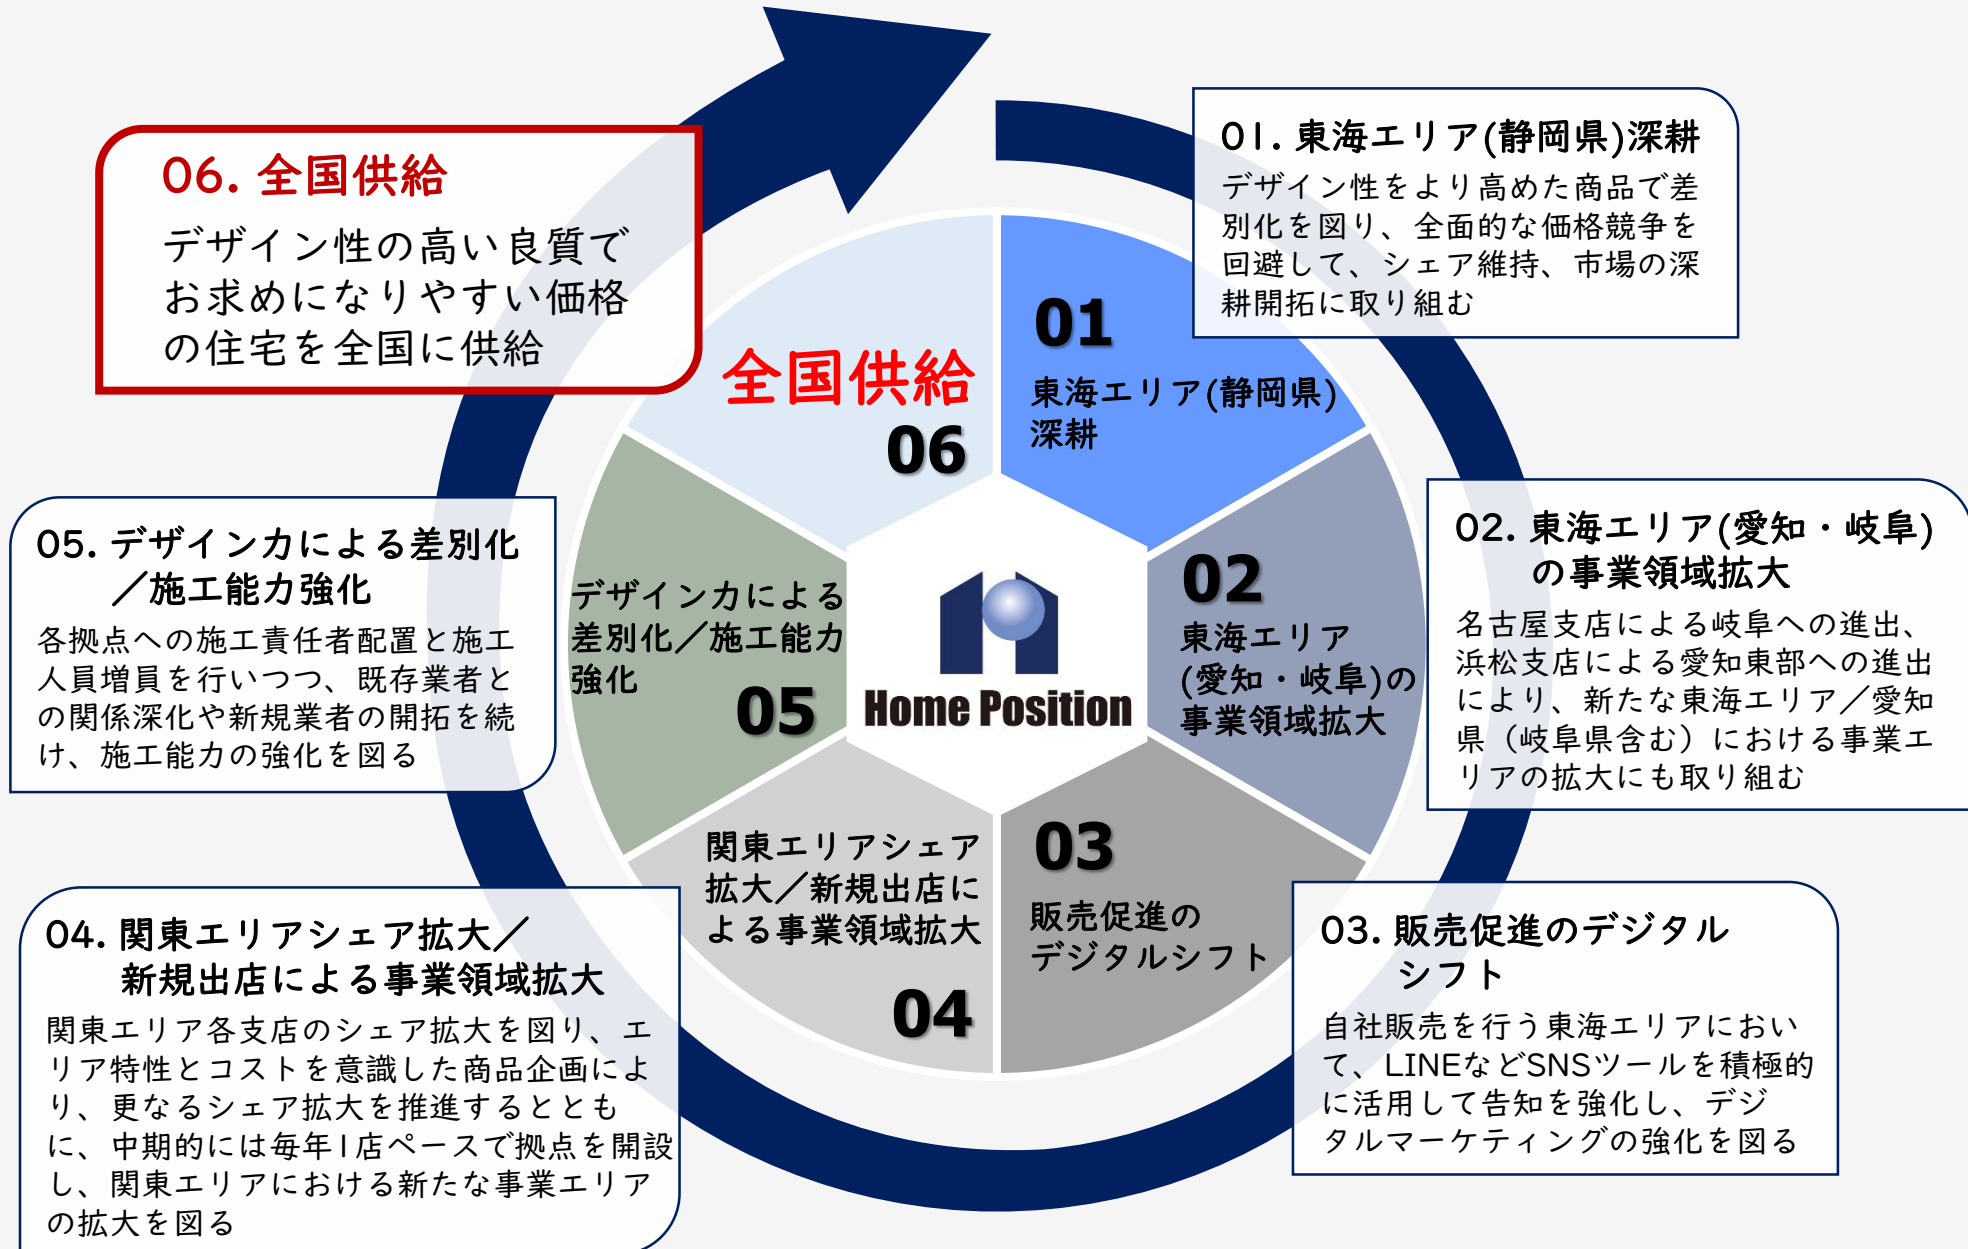 01. 東海エリア(静岡県)深耕
デザイン性をより高めた商品で差
別化を図り、全面的な価格競争を
回避して、シェア維持、市場の深
耕開拓に取り組む
02. 東海エリア(愛知・岐阜)
の事業領域拡大
名古屋支店による岐阜への進出、
浜松支店による愛知東部への進出
により、新たな東海エリア／愛知
県（岐阜県含む）における事業エ
リアの拡大にも取り組む
03. 販売促進のデジタル
シフト
自社販売を行う東海エリアにおい
て、LINEなどSNSツールを積極的
に活用して告知を強化し、デジ
タルマーケティングの強化を図る
04. 関東エリアシェア拡大／
新規出店による事業領域拡大
関東エリア各支店のシェア拡大を図り、エ
リア特性とコストを意識した商品企画によ
り、更なるシェア拡大を推進するととも
に、中期的には毎年1店ペースで拠点を開設
し、関東エリアにおける新たな事業エリア
の拡大を図る
05. デザイン力による差別化
／施工能力強化
各拠点への施工責任者配置と施工
人員増員を行いつつ、既存業者と
の関係深化や新規業者の開拓を続
け、施工能力の強化を図る
06. 全国供給
デザイン性の高い良質で
お求めになりやすい価格
の住宅を全国に供給
01
東海エリア(静岡県)
深耕
02
東海エリア
(愛知・岐阜)の
事業領域拡大
03
販売促進の
デジタルシフト
関東エリアシェア
拡大／新規出店に
よる事業領域拡大
04
デザイン力による
差別化／施工能力
強化
05
全国供給
06
Home Position